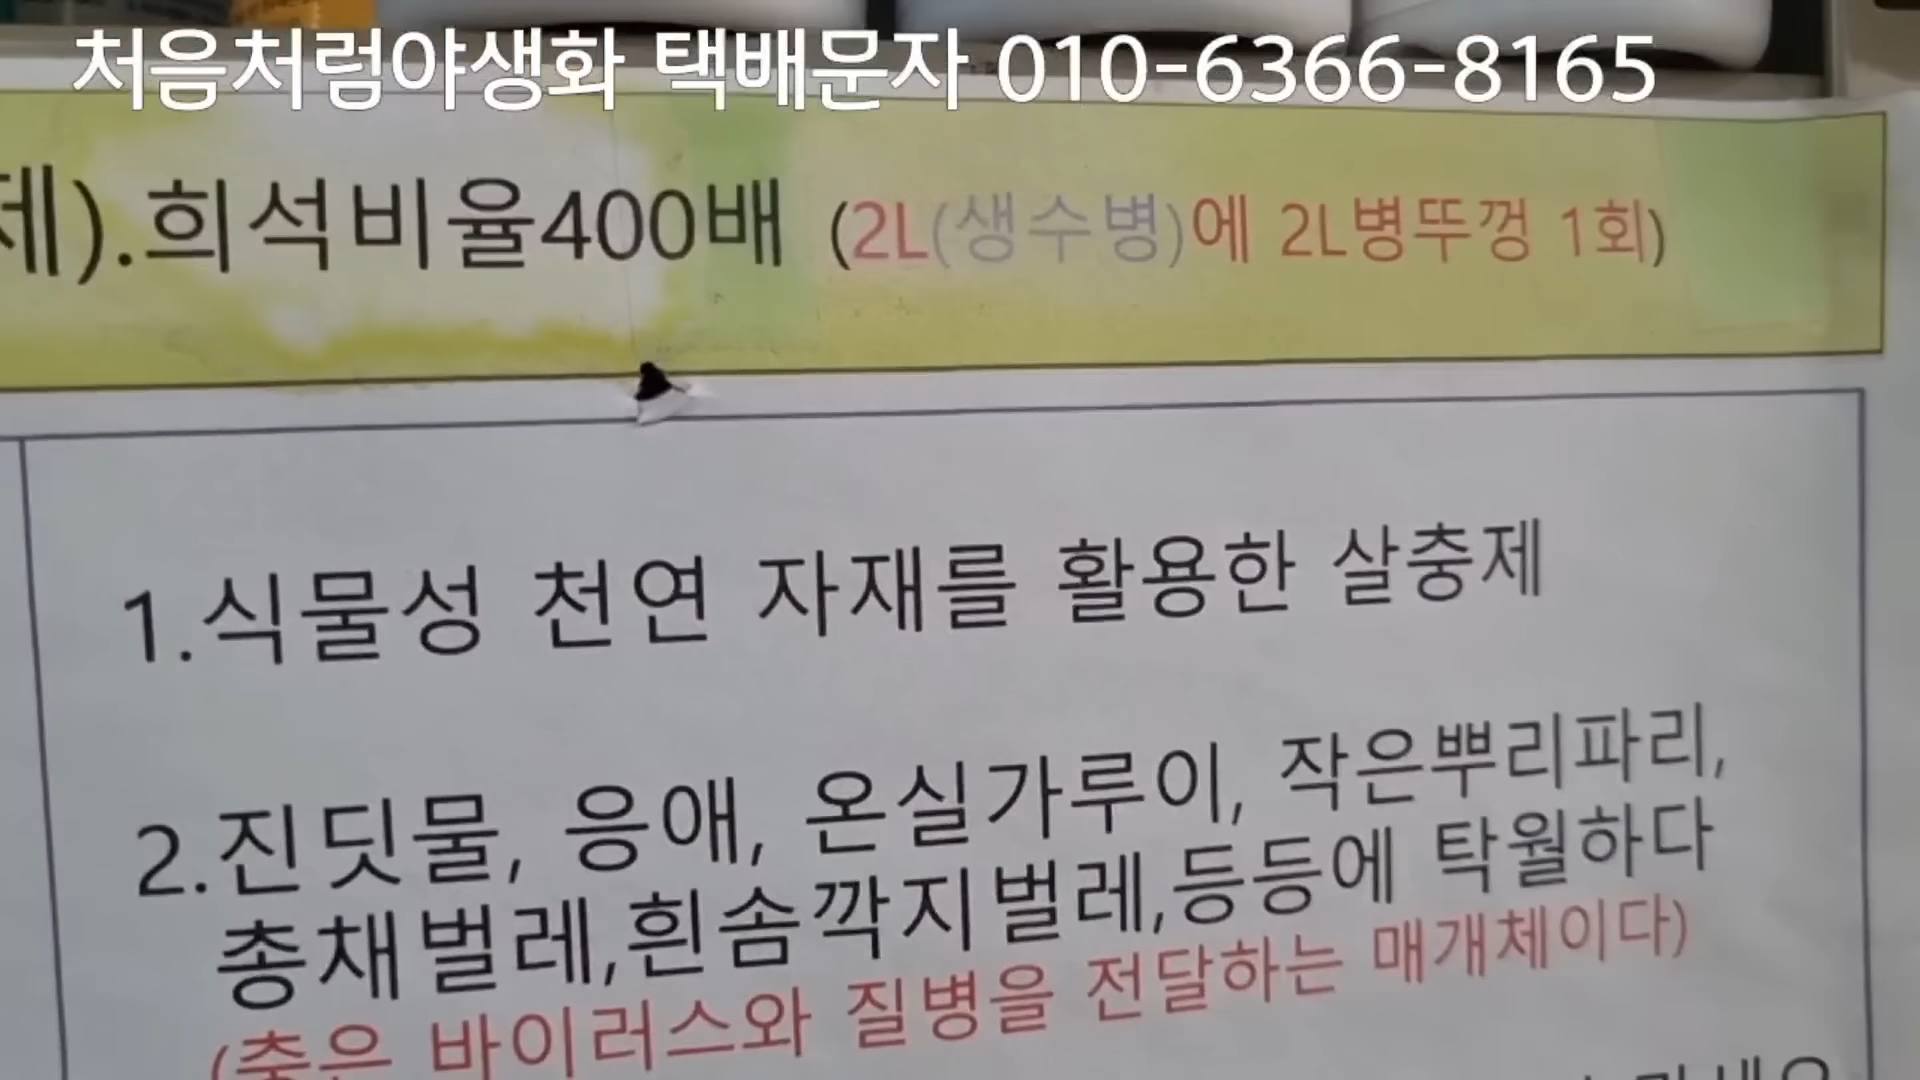 처음처럼야생화 택배문자 010-6366-8165
제).희석비율400배 (2L(생수병)에 2L병뚜껑 1회)
1.식물성 천연 자재를 활용한 살충제
2.진딧물, 응애, 온실가루이, 작은뿌리파리,
총채벌레,흰솜깍지벌레,등등에 탁월하다
(충은 바이러스와 질병을 전달하는 매개체이다)